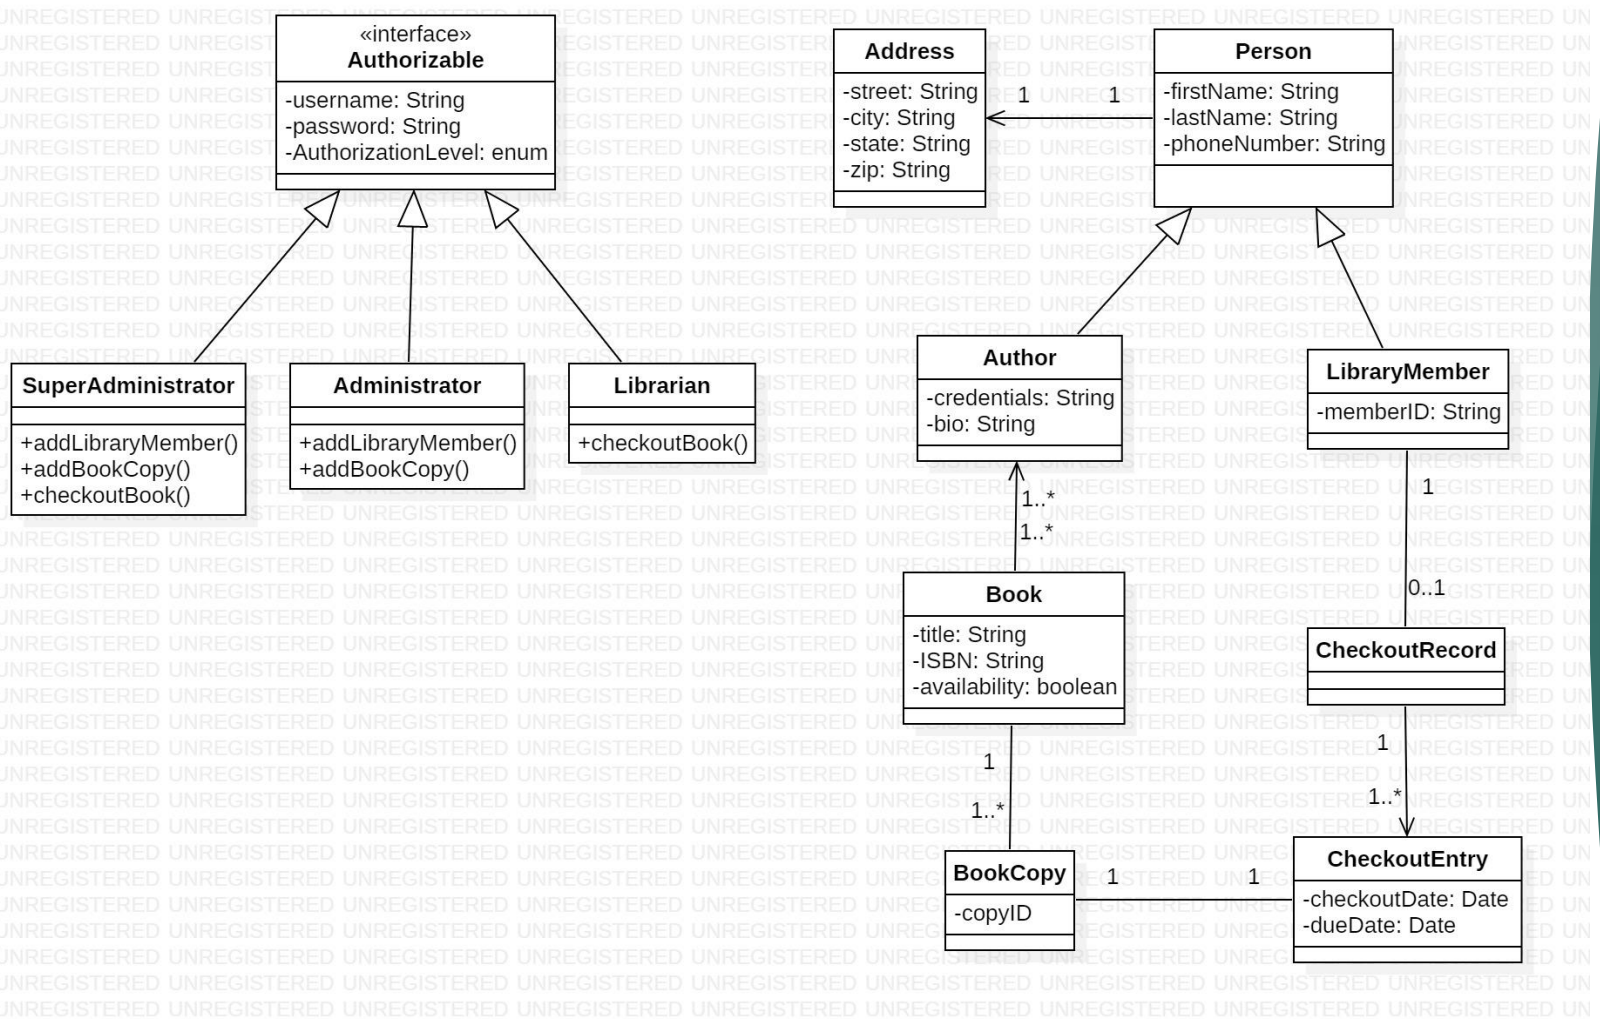 «interface»
Authorizable
-username: String
-password: String
-AuthorizationLevel: enum
Address
-street: String
-city: String
-state: String
-zip: String
1
1
Person
-firstName: String
-lastName: String
-phoneNumber: String
SuperAdministrator
+addLibraryMember()
+addBookCopy()
+checkoutBook()
Administrator
+addLibraryMember()
+addBookCopy()
Librarian
+checkoutBook()
Author
-credentials: String
-bio: String
LibraryMember
-memberID: String
1..*
1..*
1
0..1
Book
-title: String
-ISBN: String
-availability: boolean
CheckoutRecord
1
1..*
1
1..*
BookCopy
-copyID
1
1
CheckoutEntry
-checkoutDate: Date
-dueDate: Date
UNREGISTERED